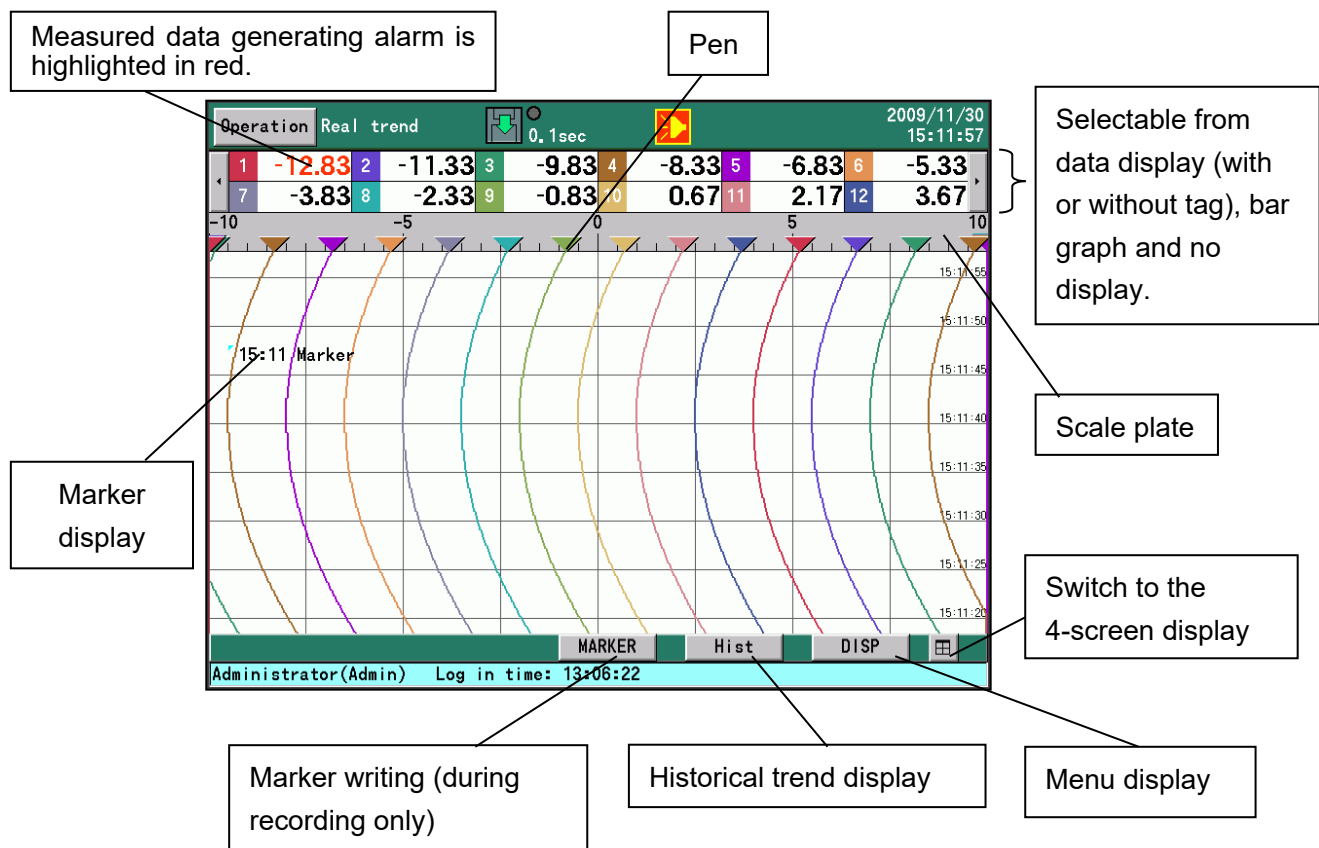 Measured data generating alarm is
highlighted in red.
Pen
Operation Real trend 0.1sec 2009/11/30
15:11:57
1 -12.83 2 -11.33 3 -9.83 4 -8.33 5 -6.83 6 -5.33
7 -3.83 8 -2.33 9 -0.83 10 0.67 11 2.17 12 3.67
-10 -5 0 5 10
Selectable from
data display (with
or without tag), bar
graph and no
display.
15:11:55
15:11:50
15:11 Marker
15:11:45
15:11:40
15:11:35
15:11:30
15:11:25
15:11:20
Scale plate
Marker
display
Switch to the
4-screen display
MARKER Hist DISP
Administrator(Admin) Log in time: 13:06:22
Marker writing (during
recording only)
Historical trend display
Menu display